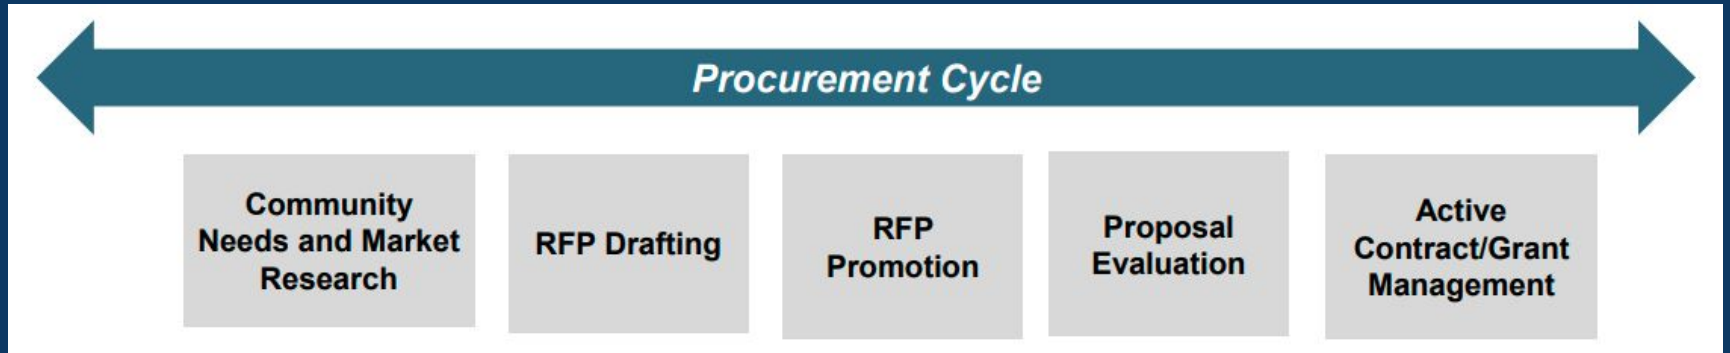 Procurement Cycle
Community
Needs and Market
Research
RFP Drafting
RFP
Promotion
Proposal
Evaluation
Active
Contract/Grant
Management